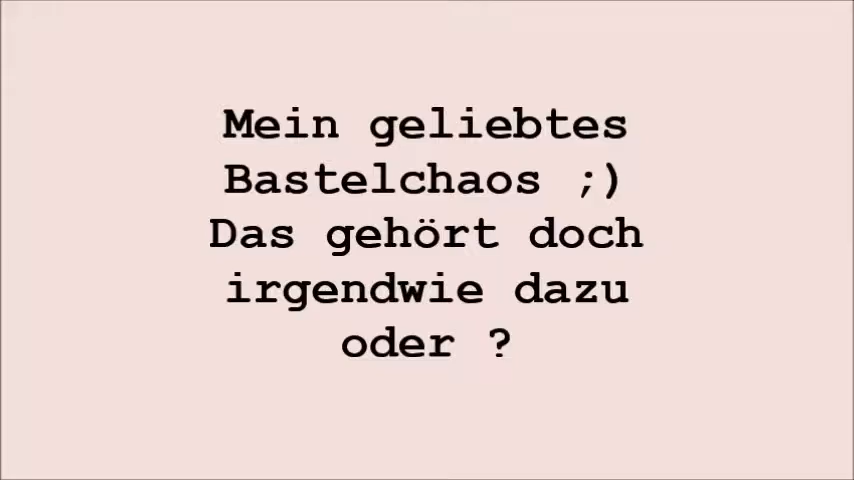 Mein geliebtes
Bastelchaos ;)
Das gehört doch
irgendwie dazu
oder ?